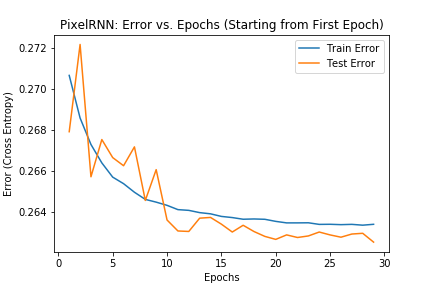 PixelRNN: Error vs. Epochs (Starting from First Epoch)
Train Error
Test Error
Error (Cross Entropy)
0.272
0.270
0.268
0.266
0.264
0 5 10 15 20 25 30
Epochs